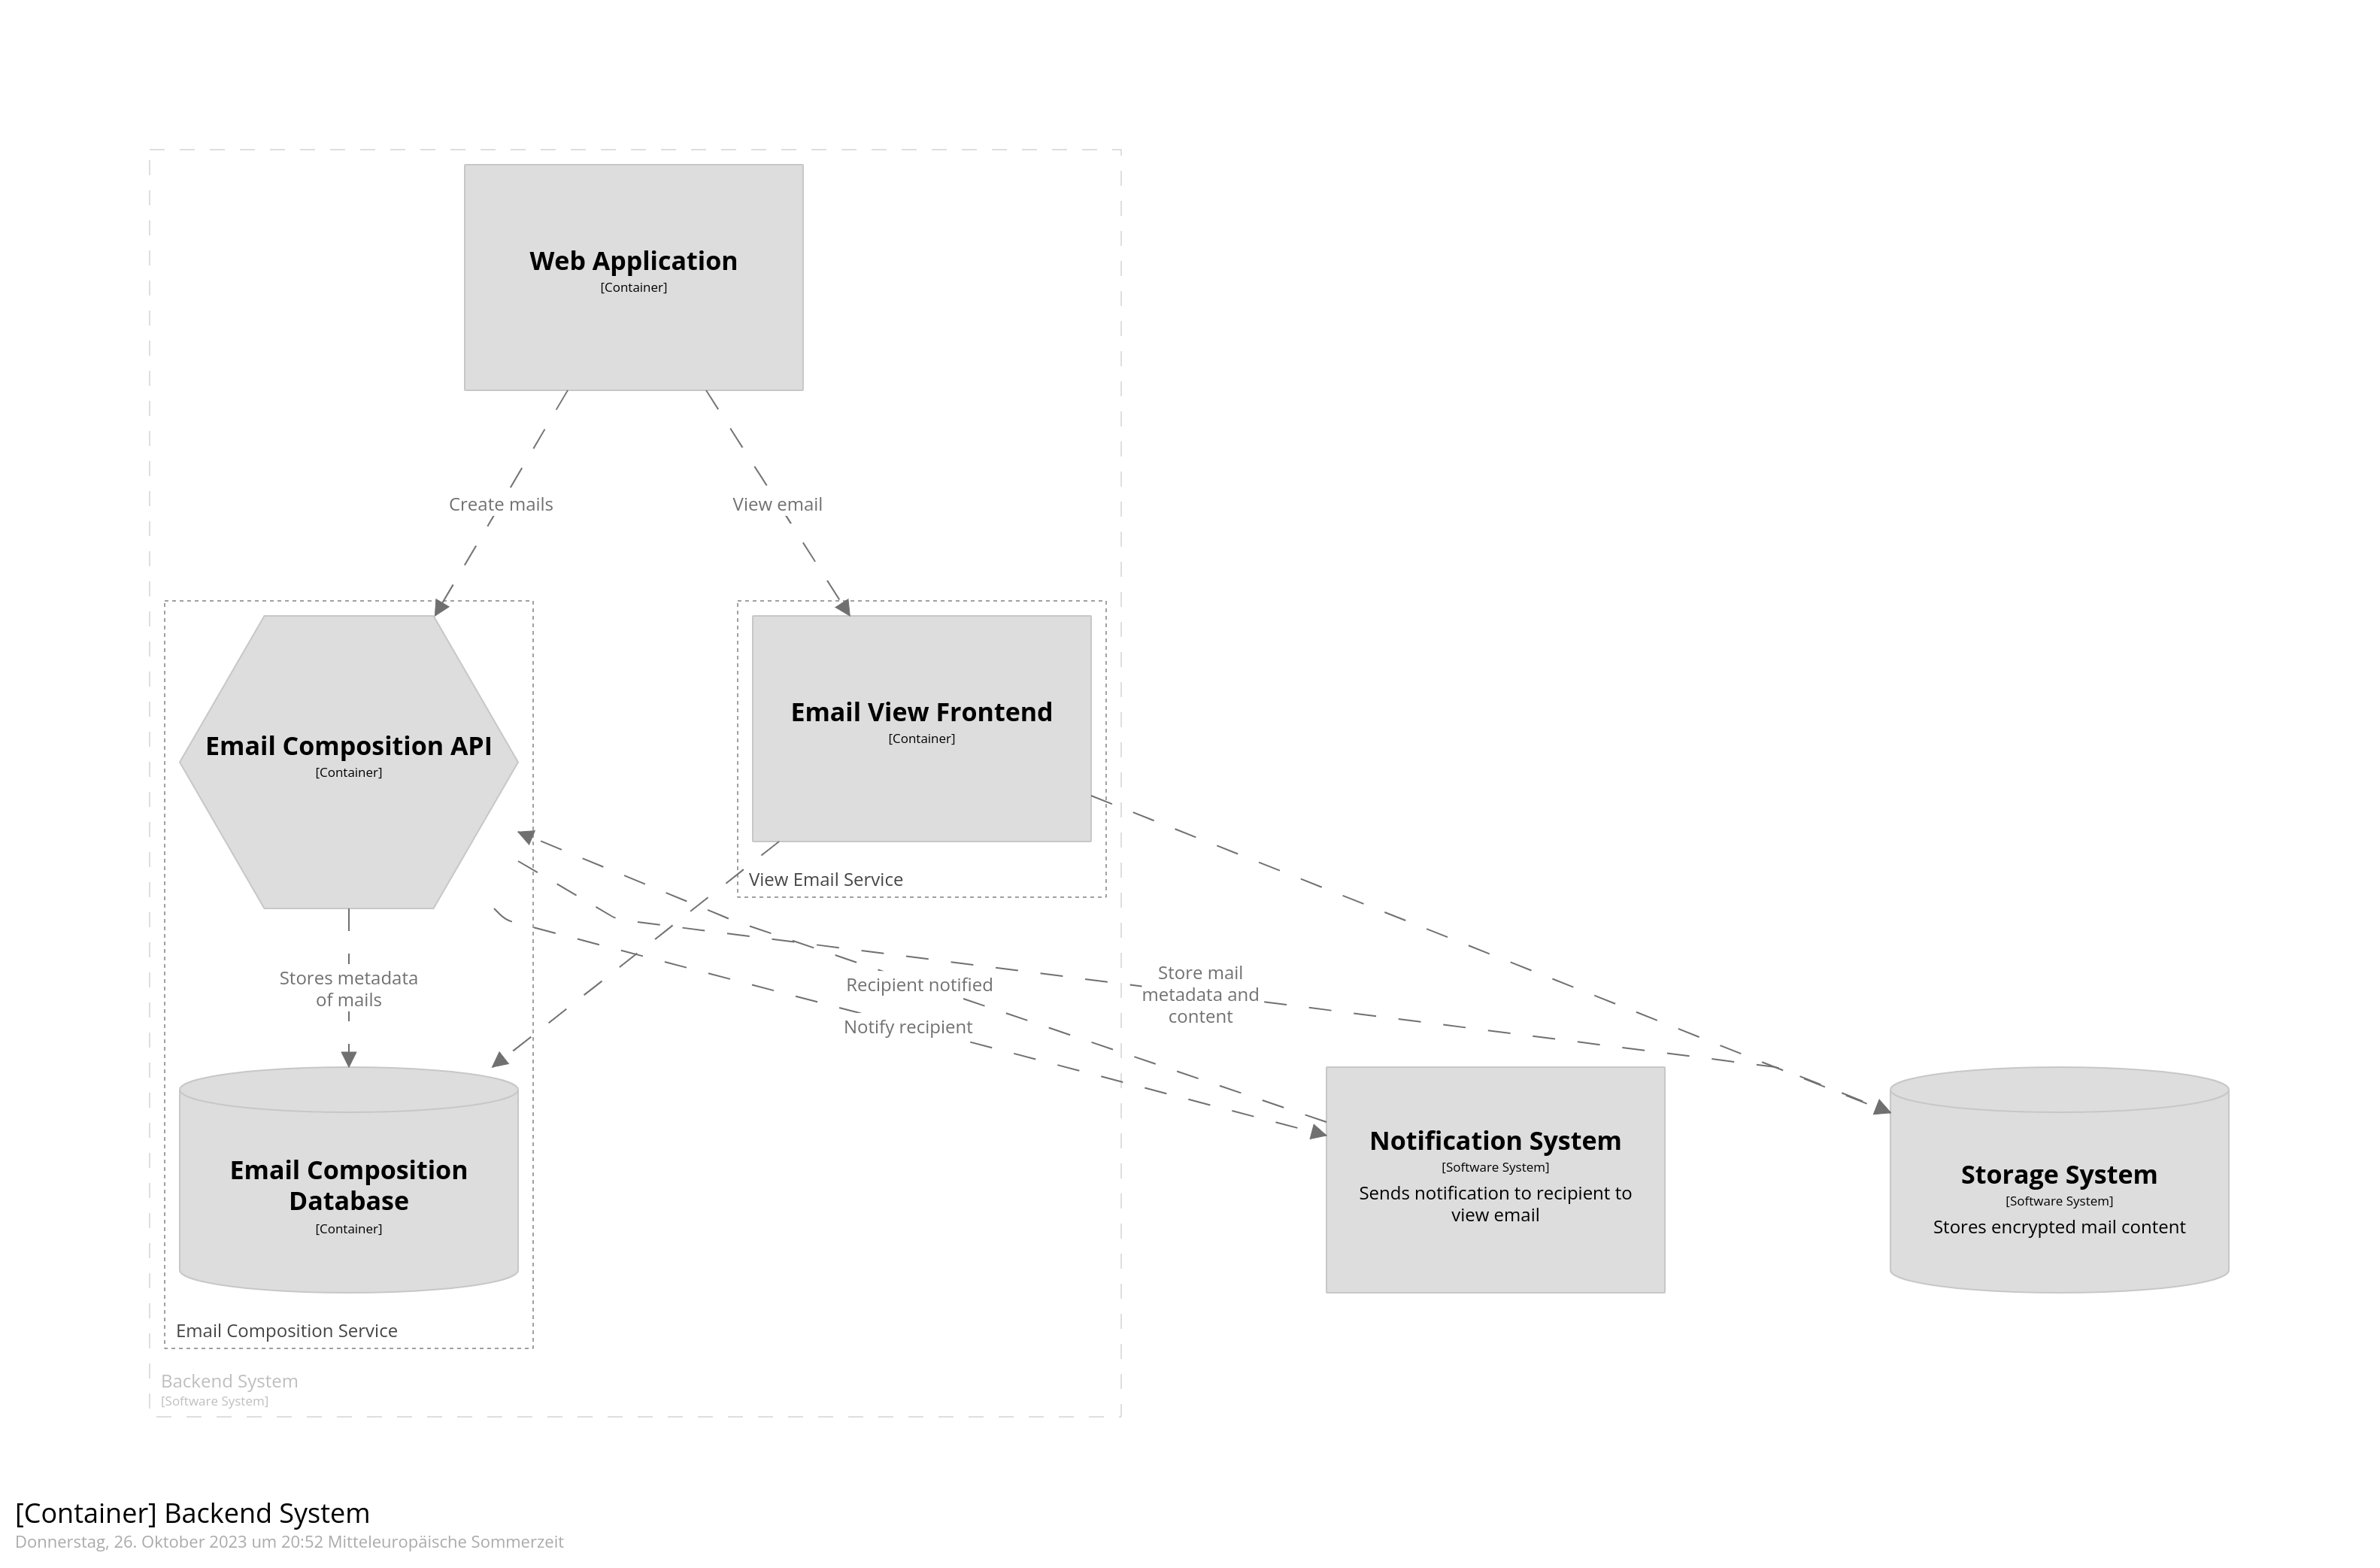 Web Application
[Container]
Create mails
View email
Email Composition API
[Container]
Email View Frontend
[Container]
View Email Service
Stores metadata
of mails
Recipient notified
Notify recipient
Store mail
metadata and
content
Email Composition
Database
[Container]
Notification System
[Software System]
Sends notification to recipient to
view email
Storage System
[Software System]
Stores encrypted mail content
Email Composition Service
Backend System
[Software System]
[Container] Backend System
Donnerstag, 26. Oktober 2023 um 20:52 Mitteleuropäische Sommerzeit